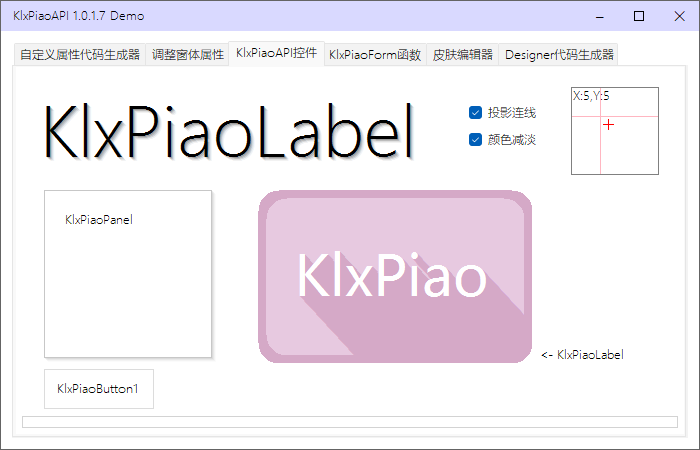 KlxPiaoAPI 1.0.1.7 Demo
自定义属性代码生成器 调整窗体属性 KlxPiaoAPI控件 KlxPiaoForm函数 皮肤编辑器 Designer代码生成器
KlxPiaoLabel
投影连线
颜色减淡
X:5,Y:5
KlxPiaoPanel
KlxPiao
<- KlxPiaoLabel
KlxPiaoButton1